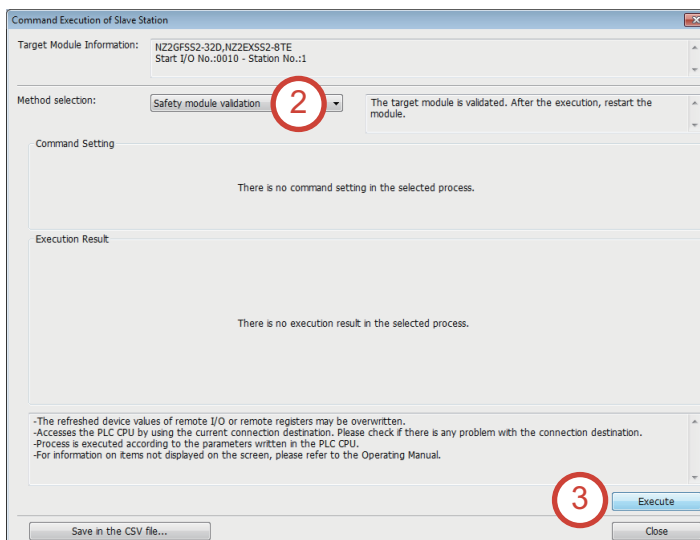 Command Execution of Slave Station
Target Module Information:
NZ2GFSS2-32D,NZ2EXSS2-8TE
Start I/O No.:0010 - Station No.:1
Method selection:
Safety module validation
2
The target module is validated. After the execution, restart the
module.
Command Setting
There is no command setting in the selected process.
Execution Result
There is no execution result in the selected process.
-The refreshed device values of remote I/O or remote registers may be overwritten.
-Accesses the PLC CPU by using the current connection destination. Please check if there is any problem with the connection destination.
-Process is executed according to the parameters written in the PLC CPU.
-For information on items not displayed on the screen, please refer to the Operating Manual.
3
Execute
Save in the CSV file...
Close